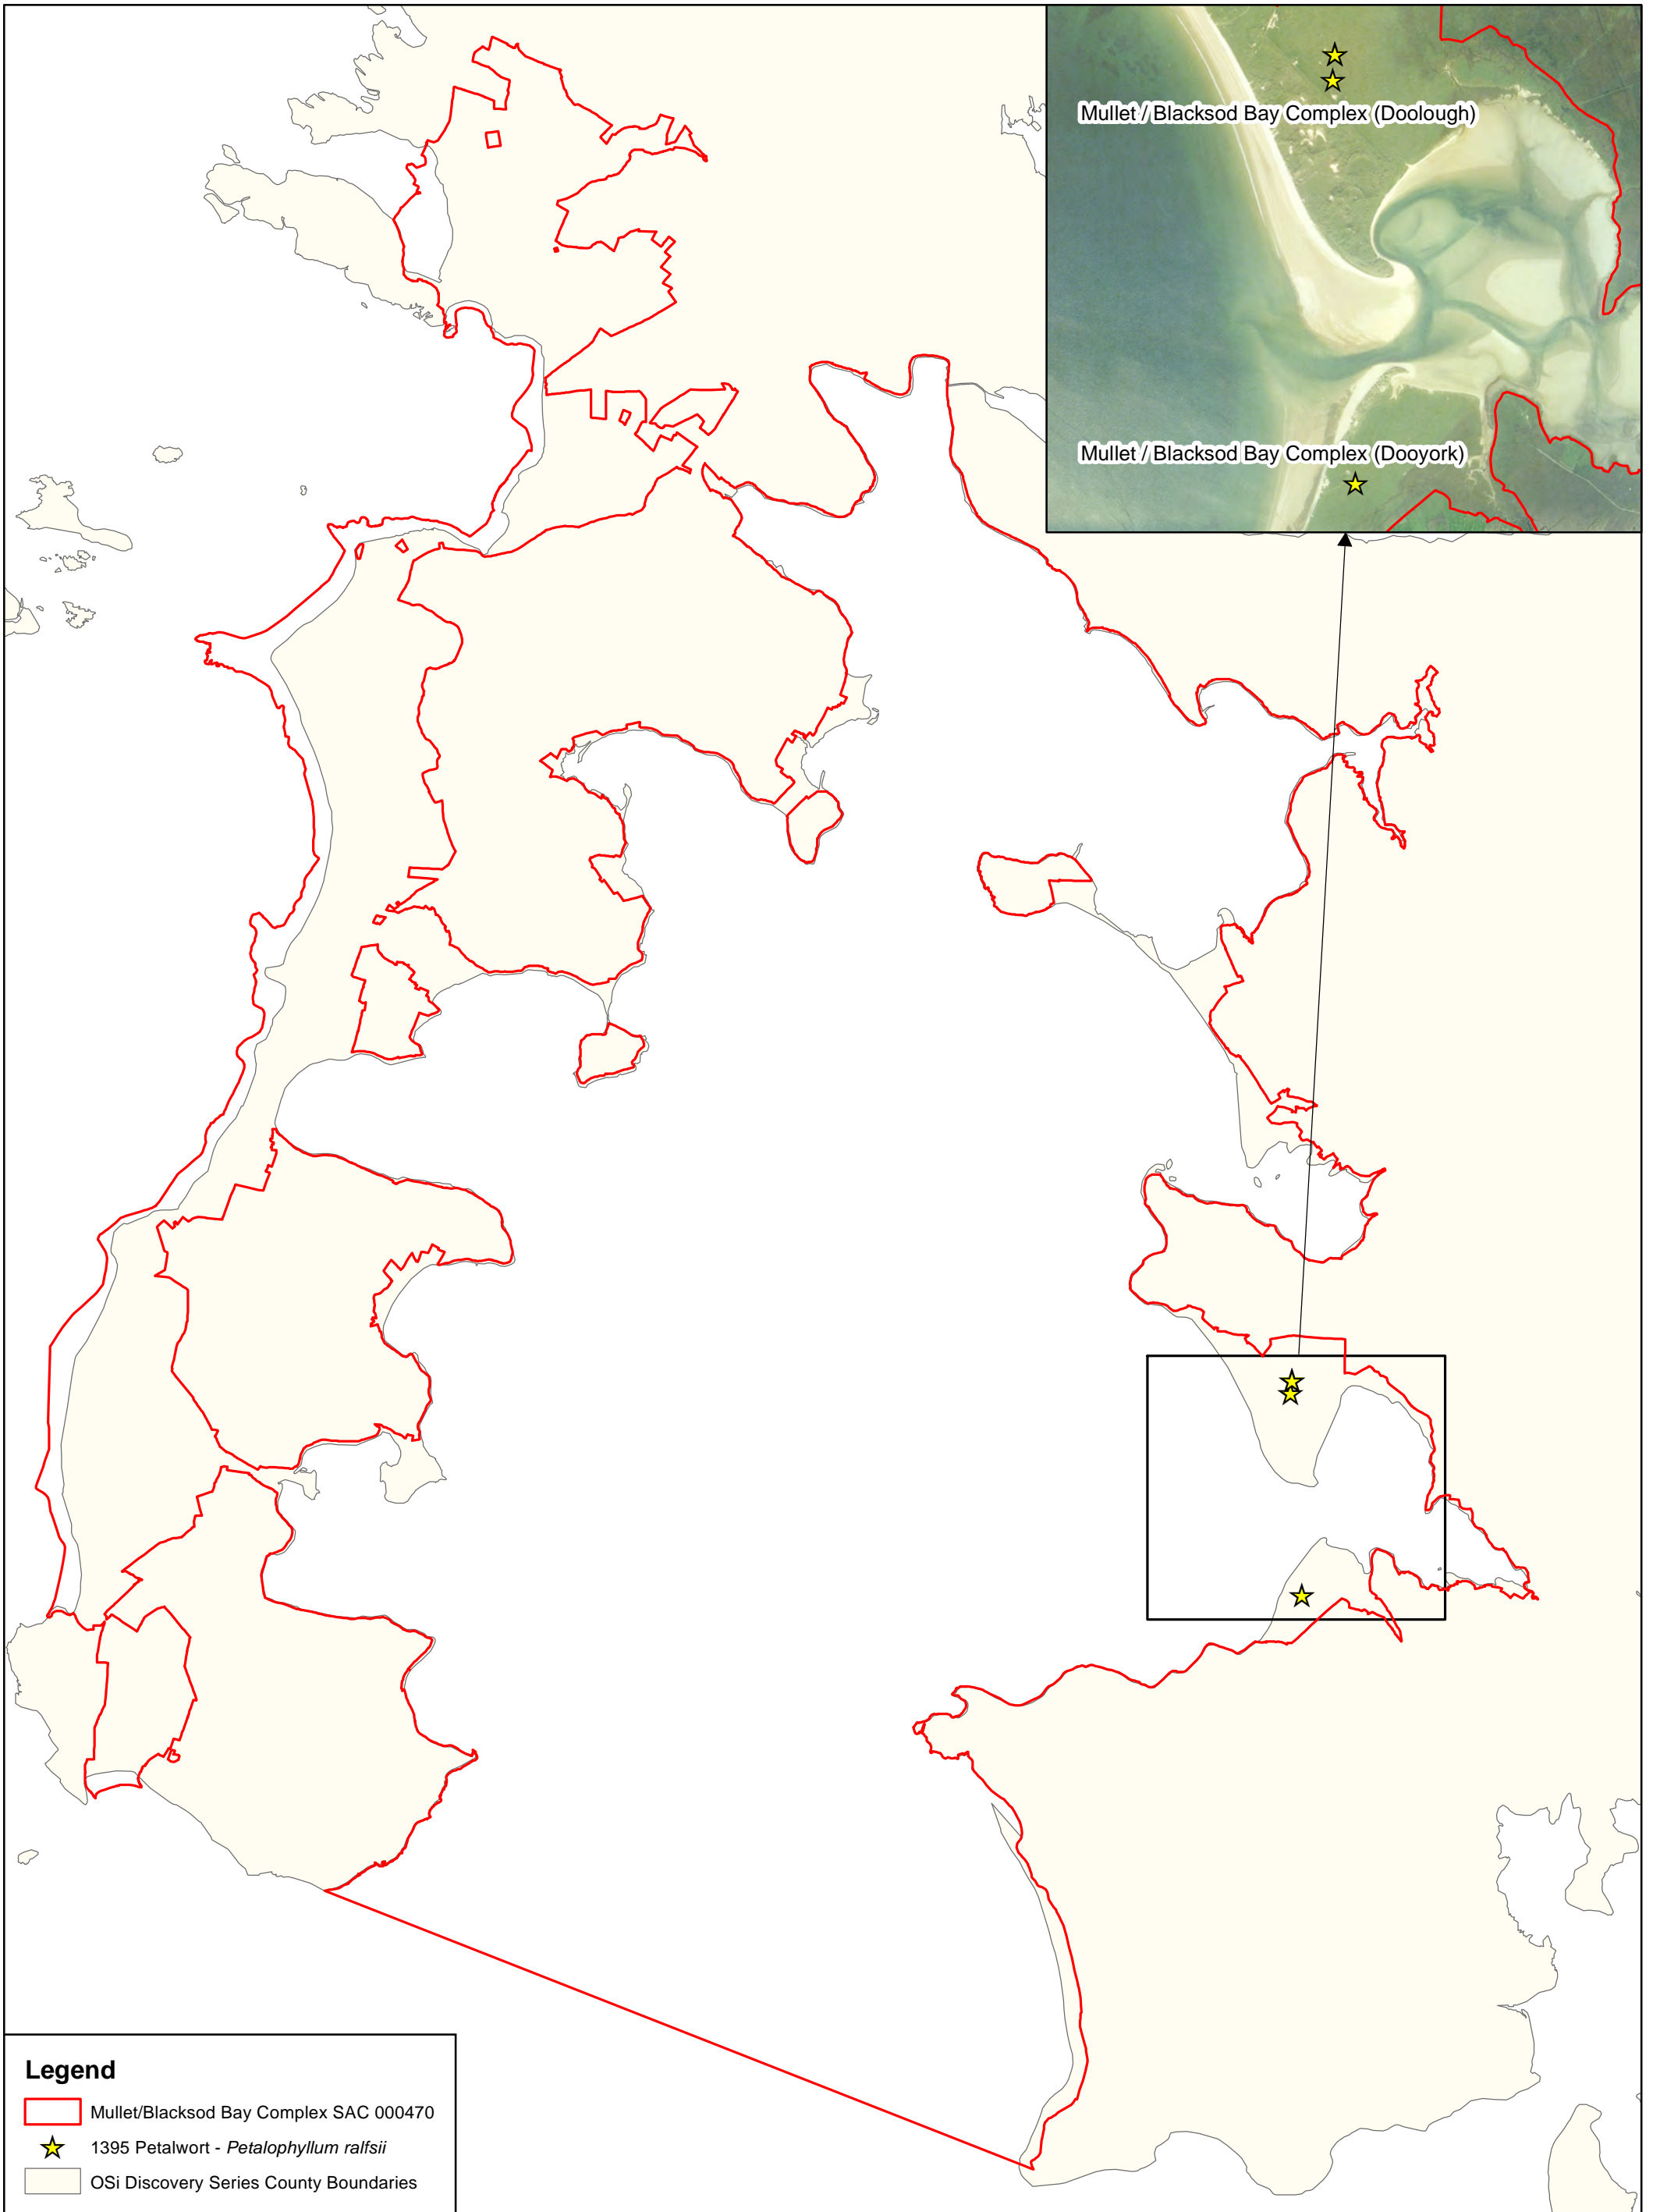 Mullet / Blacksod Bay Complex (Doolough)
Mullet / Blacksod Bay Complex (Dooyork)
Legend
Mullet/Blacksod Bay Complex SAC 000470
1395 Petalwort - Petalophyllum ralfsii
OSi Discovery Series County Boundaries